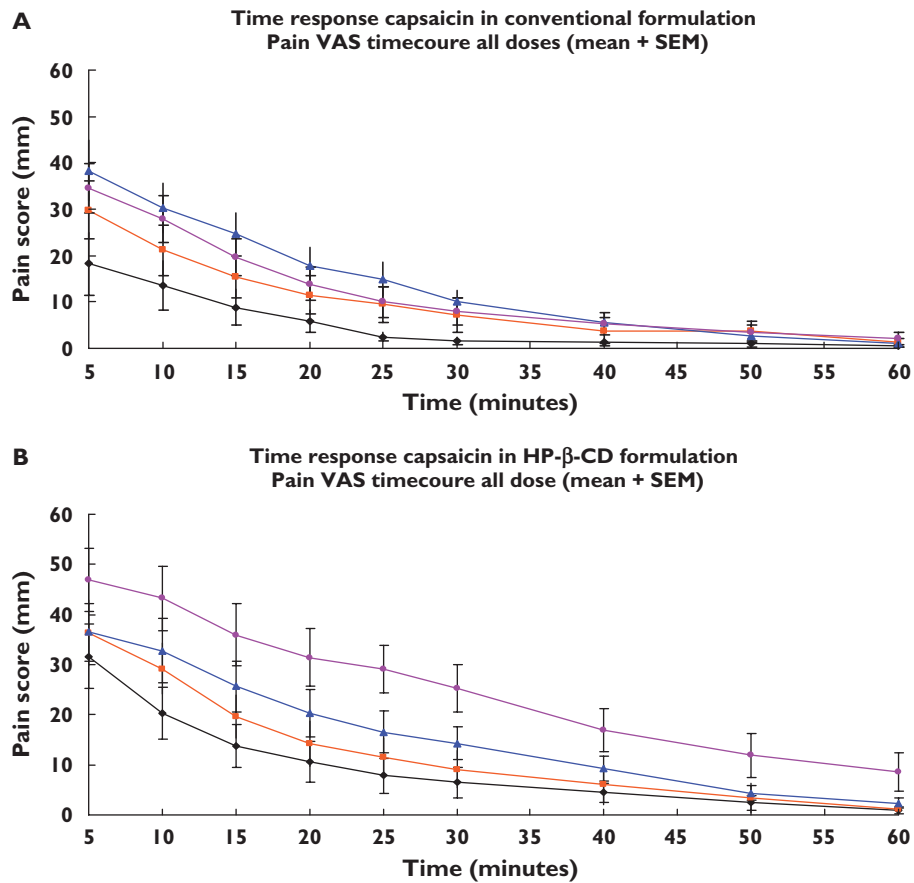 A
Time response capsaicin in conventional formulation
Pain VAS timecoure all doses (mean + SEM)
60
50
40
30
20
10
0
Pain score (mm)
5 10 15 20 25 30 35 40 45 50 55 60
Time (minutes)
B
Time response capsaicin in HP-β-CD formulation
Pain VAS timecoure all dose (mean + SEM)
60
50
40
30
20
10
0
Pain score (mm)
5 10 15 20 25 30 35 40 45 50 55 60
Time (minutes)